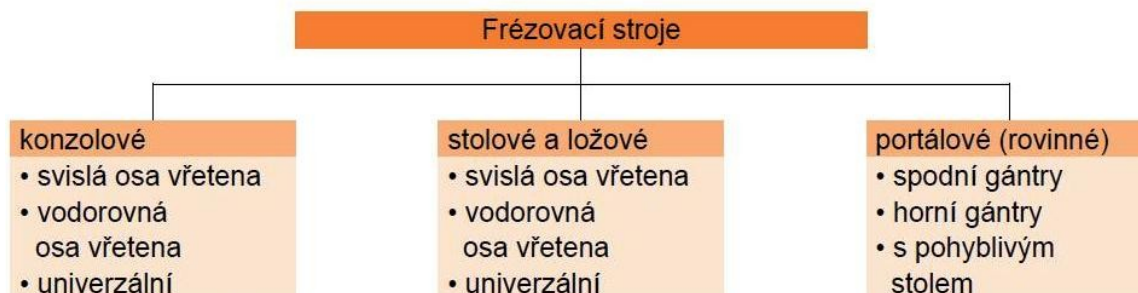 Frézovací stroje
konzolové
• svislá osa vřetena
• vodorovná
osa vřetena
• univerzální
stolové a ložové
• svislá osa vřetena
• vodorovná
osa vřetena
• univerzální
portálové (rovinné)
• spodní gántry
• horní gántry
• s pohyblivým
stolem